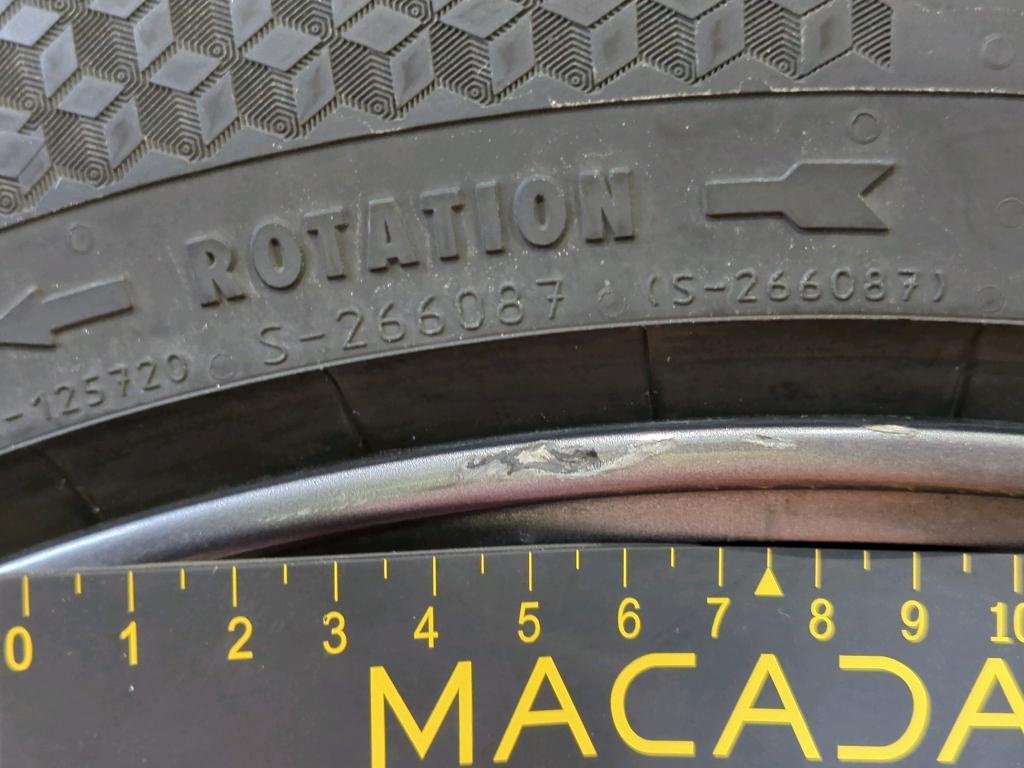 ROTATION
-125720 S-266087 (S-266087)
0 1 2 3 4 5 6 7 8 9 10
MACADA